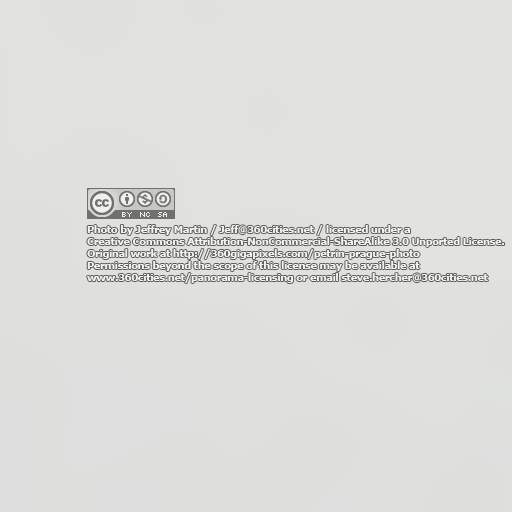 cc BY NC SA
Photo by Jeffrey Martin / Jeff@360cities.net / licensed under a
Creative Commons Attribution-NonCommercial-ShareAlike 3.0 Unported License.
Original work at http://360gigapixels.com/petrin-prague-photo
Permissions beyond the scope of this license may be available at
www.360cities.net/panorama-licensing or email steve.hercher@360cities.net